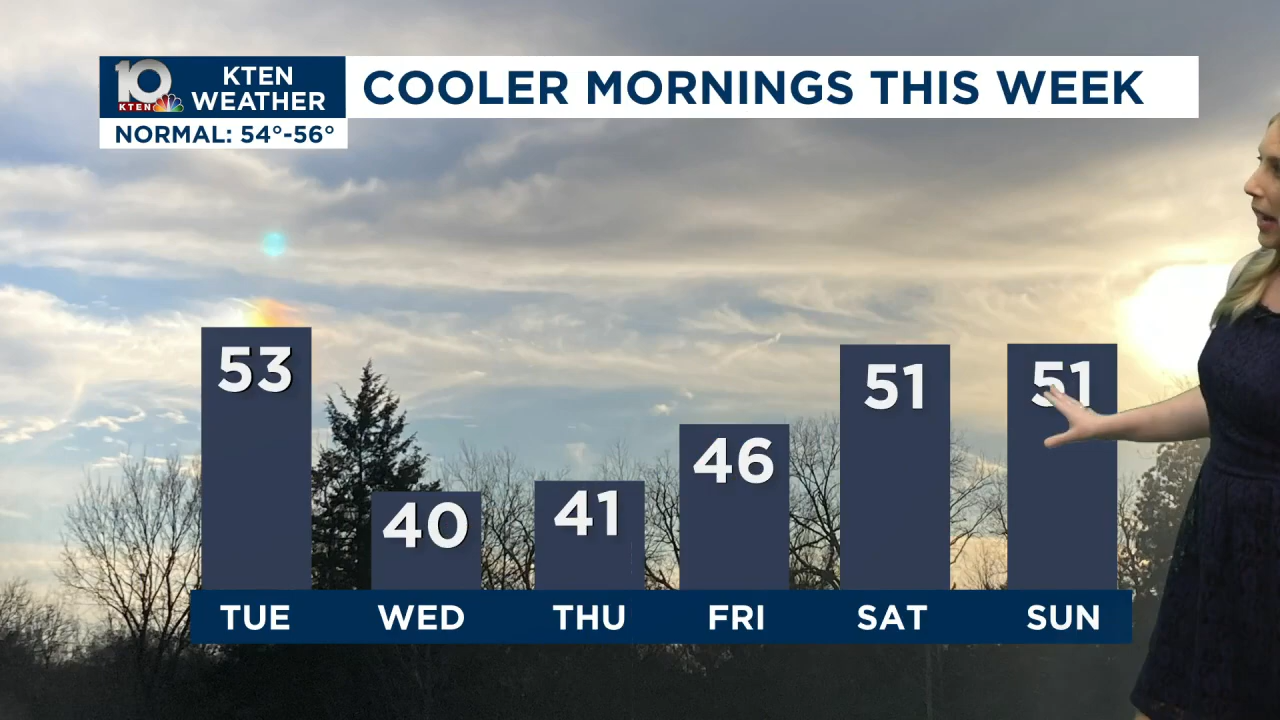 10
KTEN
KTEN
WEATHER
COOLER MORNINGS THIS WEEK
NORMAL: 54°-56°
53
40
41
46
51
51
TUE
WED
THU
FRI
SAT
SUN